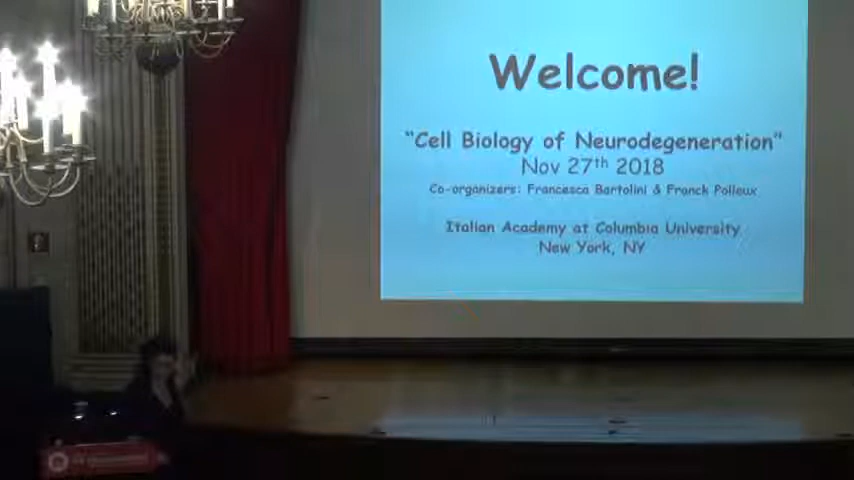 Welcome!
"Cell Biology of Neurodegeneration"
Nov 27th 2018
Co-organizers: Francesca Bartolini & Franck Polleux
Italian Academy at Columbia University
New York, NY